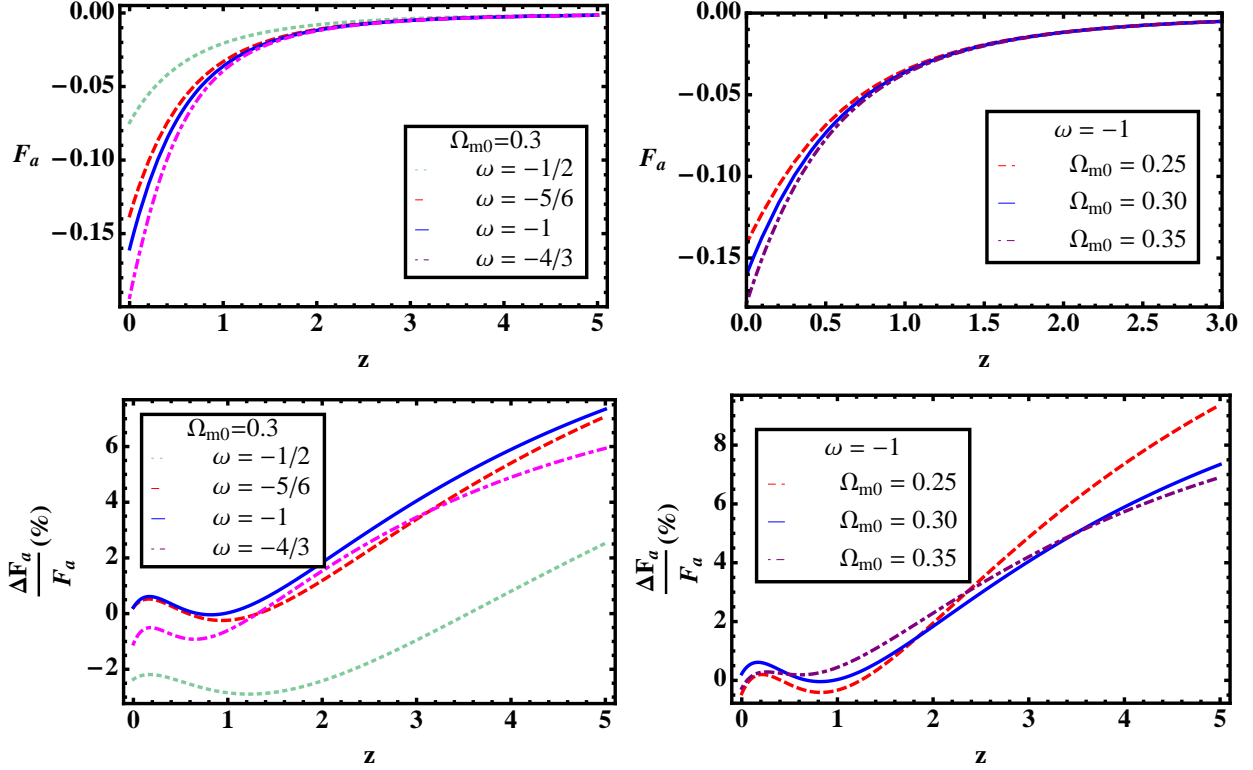 0.00
−0.05
−0.10
−0.15
F_a
0 1 2 3 4 5
z
Ω_m0=0.3
ω = −1/2
ω = −5/6
ω = −1
ω = −4/3
0.00
−0.05
−0.10
−0.15
F_a
0.0 0.5 1.0 1.5 2.0 2.5 3.0
z
ω = −1
Ω_m0 = 0.25
Ω_m0 = 0.30
Ω_m0 = 0.35
6
4
2
0
−2
ΔF_a
F_a
(%)
0 1 2 3 4 5
z
Ω_m0=0.3
ω = −1/2
ω = −5/6
ω = −1
ω = −4/3
8
6
4
2
0
ΔF_a
F_a
(%)
0 1 2 3 4 5
z
ω = −1
Ω_m0 = 0.25
Ω_m0 = 0.30
Ω_m0 = 0.35